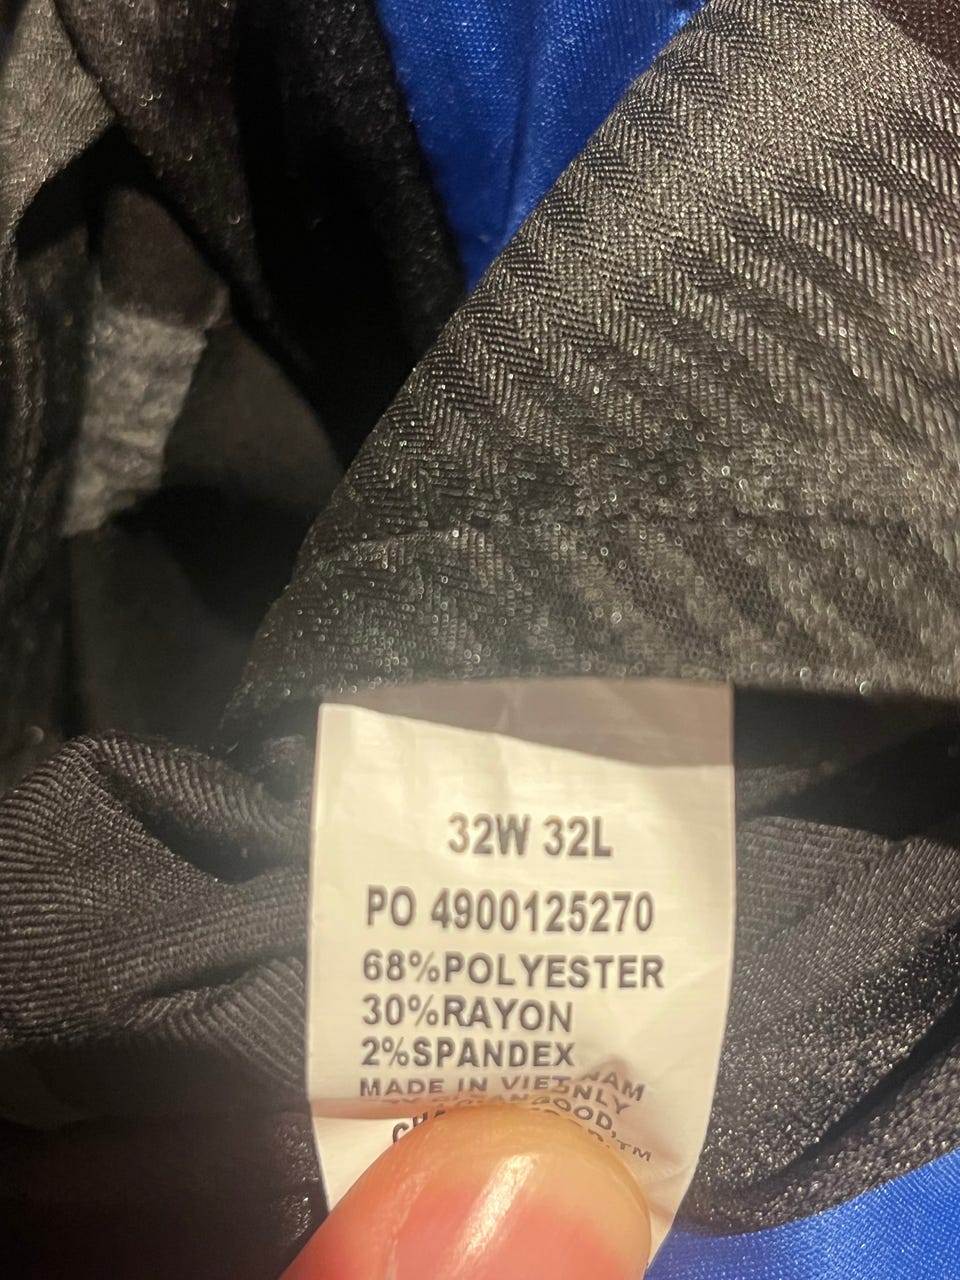 32W 32L
PO 4900125270
68%POLYESTER
30%RAYON
2%SPANDEX
MADE IN VIETNAM